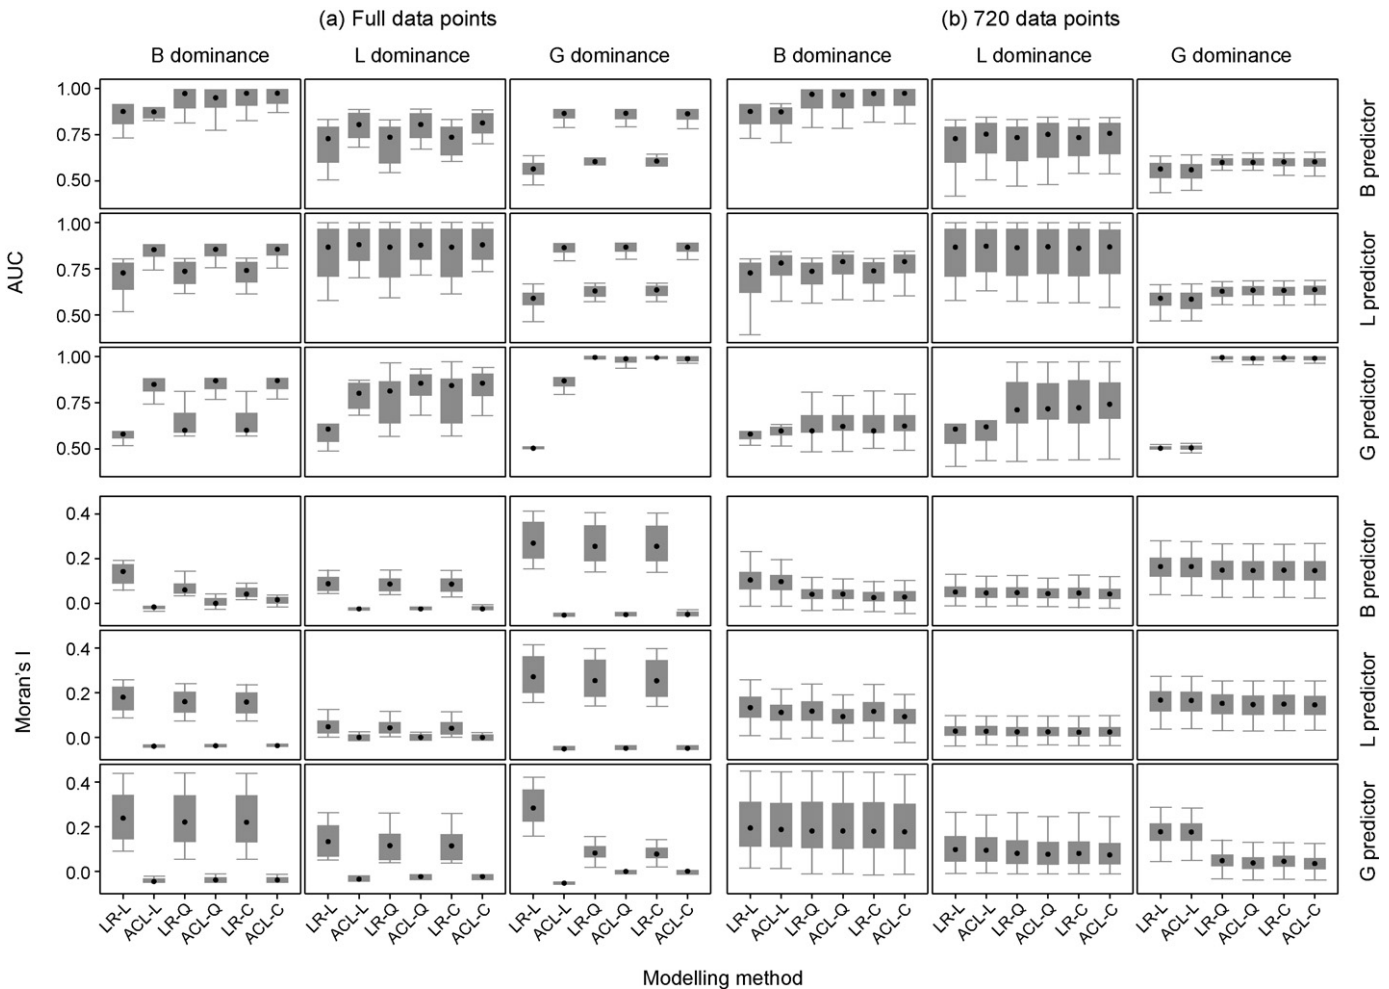 (a) Full data points (b) 720 data points
B dominance L dominance G dominance B dominance L dominance G dominance
1.00
0.75
0.50
B predictor
1.00
0.75
0.50
AUC
L predictor
1.00
0.75
0.50
G predictor
0.4
0.2
0.0
B predictor
0.4
0.2
0.0
Moran's I
L predictor
0.4
0.2
0.0
G predictor
LR-L ACL-L LR-Q ACL-Q LR-C ACL-C LR-L ACL-L LR-Q ACL-Q LR-C ACL-C LR-L ACL-L LR-Q ACL-Q LR-C ACL-C LR-L ACL-L LR-Q ACL-Q LR-C ACL-C LR-L ACL-L LR-Q ACL-Q LR-C ACL-C LR-L ACL-L LR-Q ACL-Q LR-C ACL-C
Modelling method